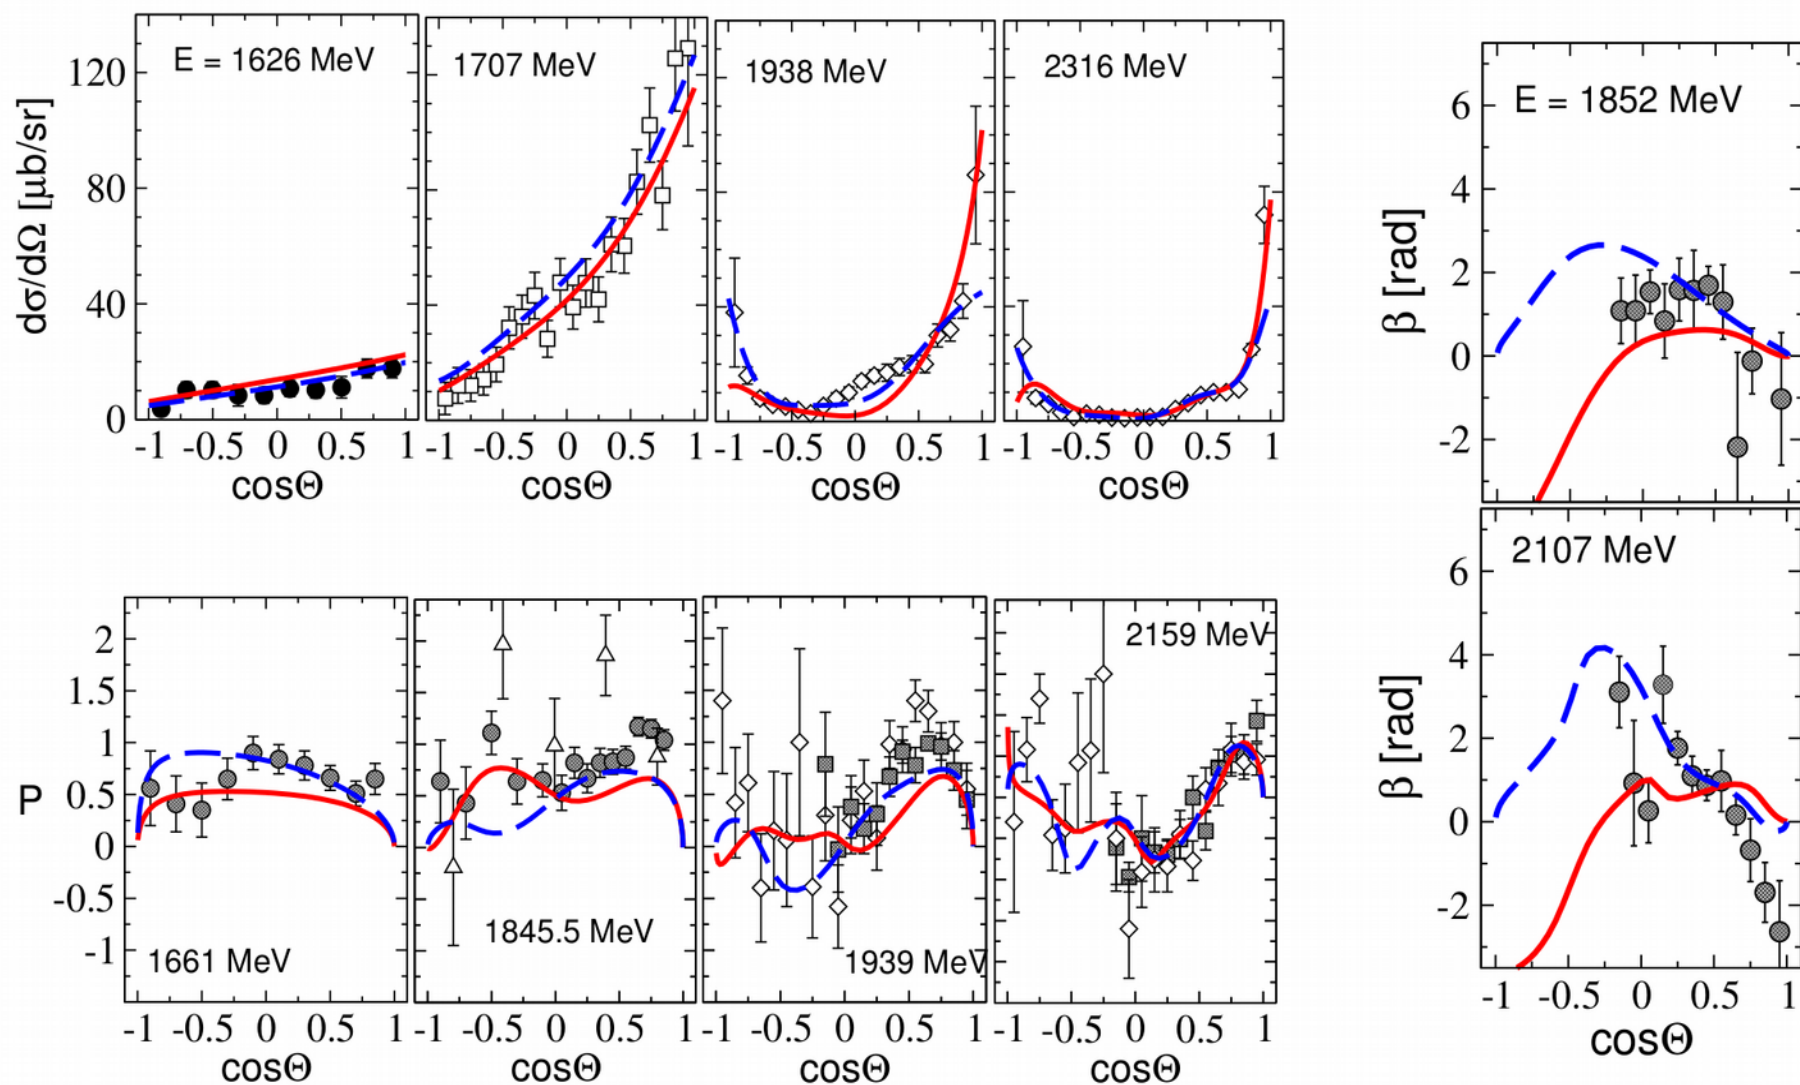 E = 1626 MeV
1707 MeV
1938 MeV
2316 MeV
dσ/dΩ [μb/sr]
120
80
40
0
-1 -0.5 0 0.5 1
-1 -0.5 0 0.5 1
-1 -0.5 0 0.5 1
-1 -0.5 0 0.5 1
cosΘ
cosΘ
cosΘ
cosΘ
E = 1852 MeV
β [rad]
6
4
2
0
-2
1661 MeV
1845.5 MeV
1939 MeV
2159 MeV
P
2
1.5
1
0.5
0
-0.5
-1
-1 -0.5 0 0.5 1
-1 -0.5 0 0.5 1
-1 -0.5 0 0.5 1
-1 -0.5 0 0.5 1
cosΘ
cosΘ
cosΘ
cosΘ
2107 MeV
β [rad]
6
4
2
0
-2
-1 -0.5 0 0.5 1
cosΘ